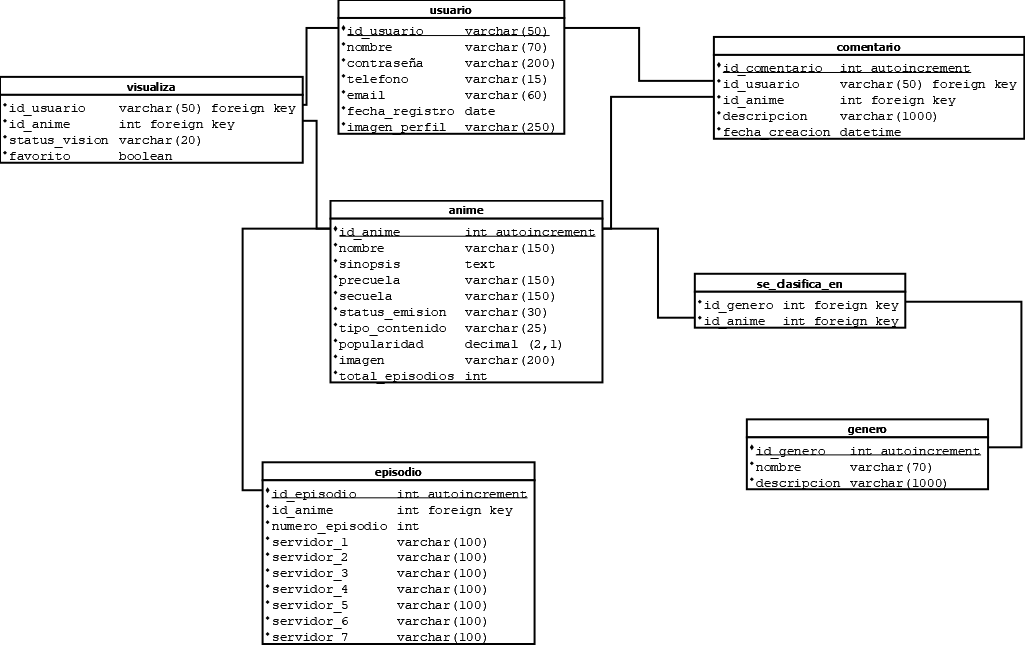 usuario
id_usuario varchar(50)
nombre varchar(70)
contraseña varchar(200)
telefono varchar(15)
email varchar(60)
fecha_registro date
imagen_perfil varchar(250)
comentario
id_comentario int autoincrement
id_usuario varchar(50) foreign key
id_anime int foreign key
descripcion varchar(1000)
fecha_creacion datetime
visualiza
id_usuario varchar(50) foreign key
id_anime int foreign key
status_vision varchar(20)
favorito boolean
anime
id_anime int autoincrement
nombre varchar(150)
sinopsis text
precuela varchar(150)
secuela varchar(150)
status_emision varchar(30)
tipo_contenido varchar(25)
popularidad decimal (2,1)
imagen varchar(200)
total_episodios int
se_clasifica_en
id_genero int foreign key
id_anime int foreign key
genero
id_genero int autoincrement
nombre varchar(70)
descripcion varchar(1000)
episodio
id_episodio int autoincrement
id_anime int foreign key
numero_episodio int
servidor_1 varchar(100)
servidor_2 varchar(100)
servidor_3 varchar(100)
servidor_4 varchar(100)
servidor_5 varchar(100)
servidor_6 varchar(100)
servidor_7 varchar(100)